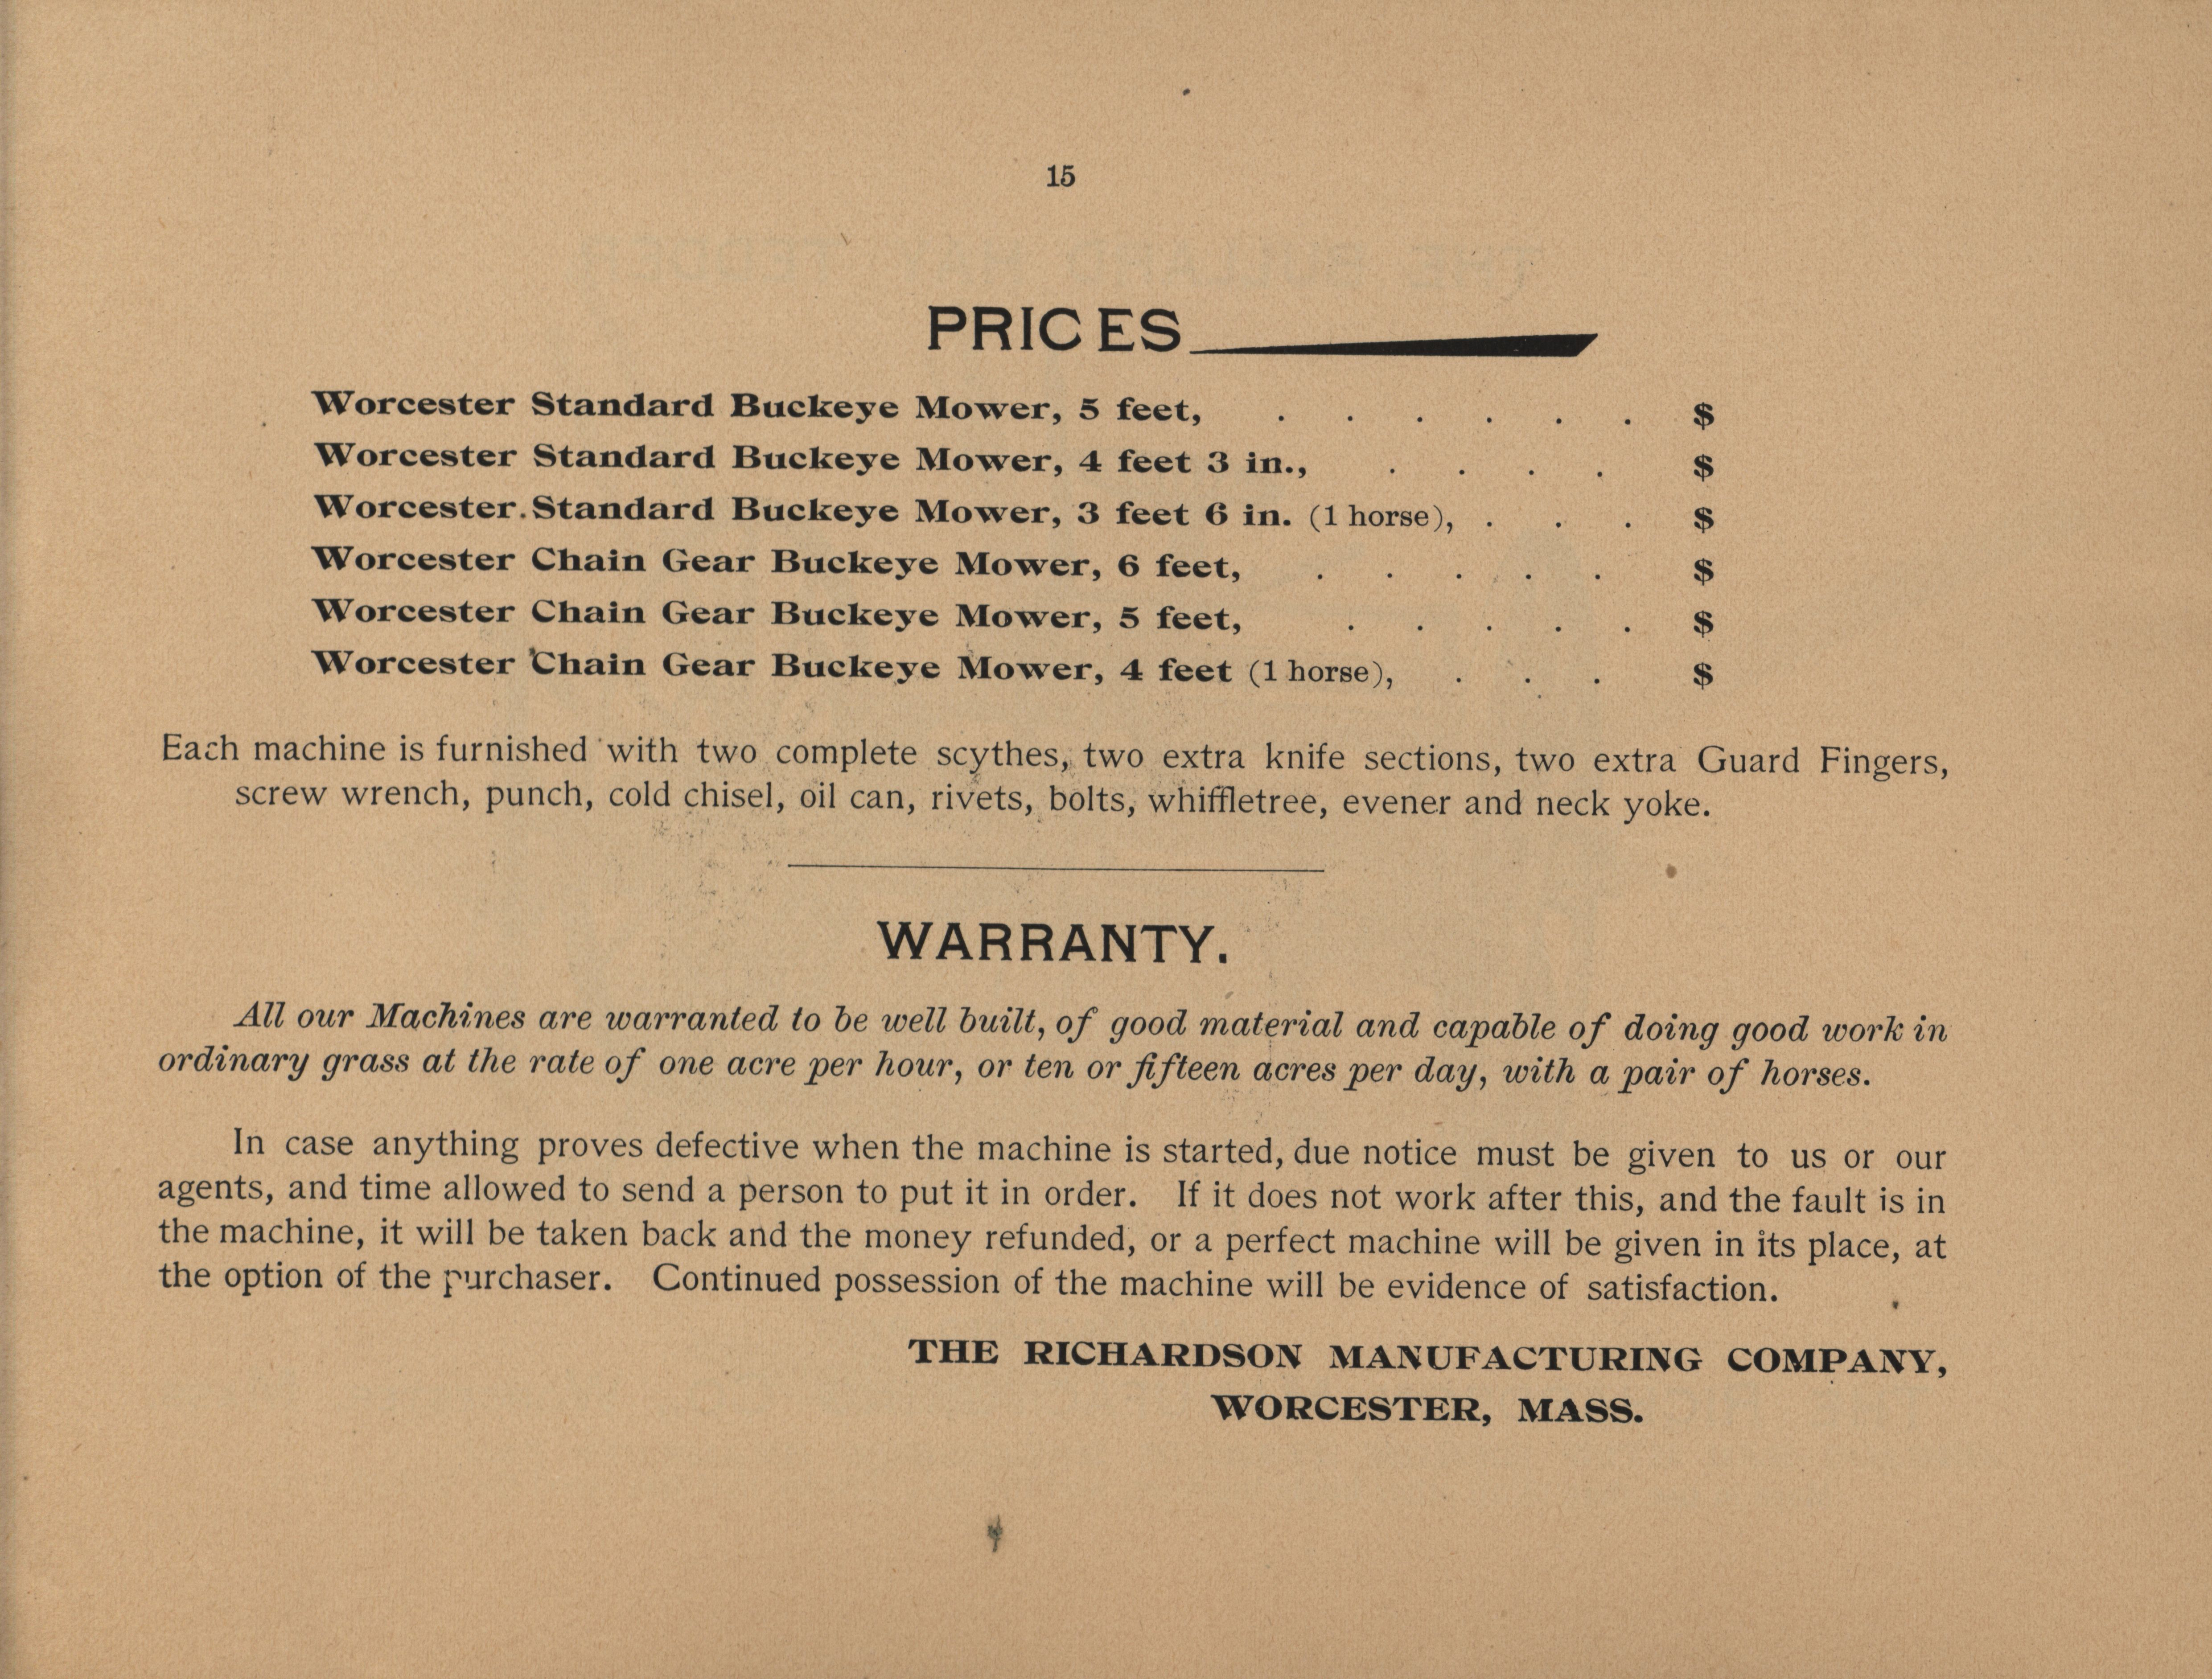 15
PRICES
Worcester Standard Buckeye Mower, 5 feet, . . . . . . $
Worcester Standard Buckeye Mower, 4 feet 3 in., . . . . $
Worcester Standard Buckeye Mower, 3 feet 6 in. (1 horse), . . . $
Worcester Chain Gear Buckeye Mower, 6 feet, . . . . . $
Worcester Chain Gear Buckeye Mower, 5 feet, . . . . . $
Worcester Chain Gear Buckeye Mower, 4 feet (1 horse), . . . $
Each machine is furnished with two complete scythes, two extra knife sections, two extra Guard Fingers,
screw wrench, punch, cold chisel, oil can, rivets, bolts, whiffletree, evener and neck yoke.
WARRANTY.
All our Machines are warranted to be well built, of good material and capable of doing good work in
ordinary grass at the rate of one acre per hour, or ten or fifteen acres per day, with a pair of horses.
In case anything proves defective when the machine is started, due notice must be given to us or our
agents, and time allowed to send a person to put it in order. If it does not work after this, and the fault is in
the machine, it will be taken back and the money refunded, or a perfect machine will be given in its place, at
the option of the purchaser. Continued possession of the machine will be evidence of satisfaction.
THE RICHARDSON MANUFACTURING COMPANY,
WORCESTER, MASS.